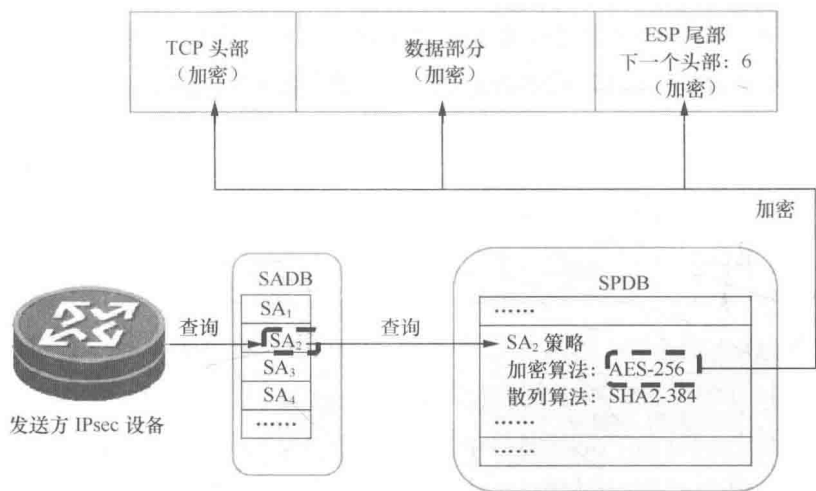 TCP 头部
（加密）
数据部分
（加密）
ESP 尾部
下一个头部：6
（加密）
加密
SADB
SA₁
SA₂
SA₃
SA₄
……
查询
查询
发送方 IPsec 设备
SPDB
……
SA₂ 策略
加密算法：AES-256
散列算法：SHA2-384
……
……